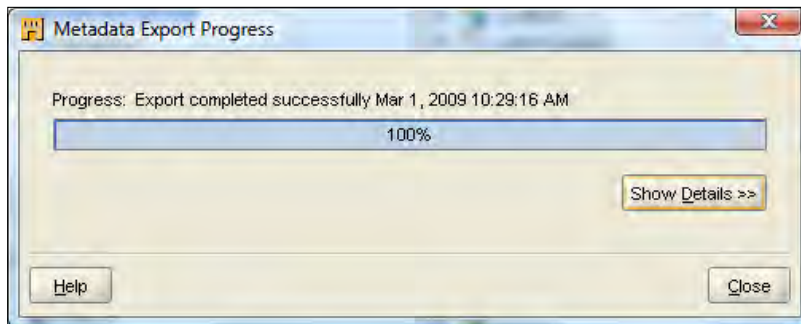 Metadata Export Progress
Progress: Export completed successfully Mar 1, 2009 10:29:16 AM
100%
Show Details >>
Help
Close